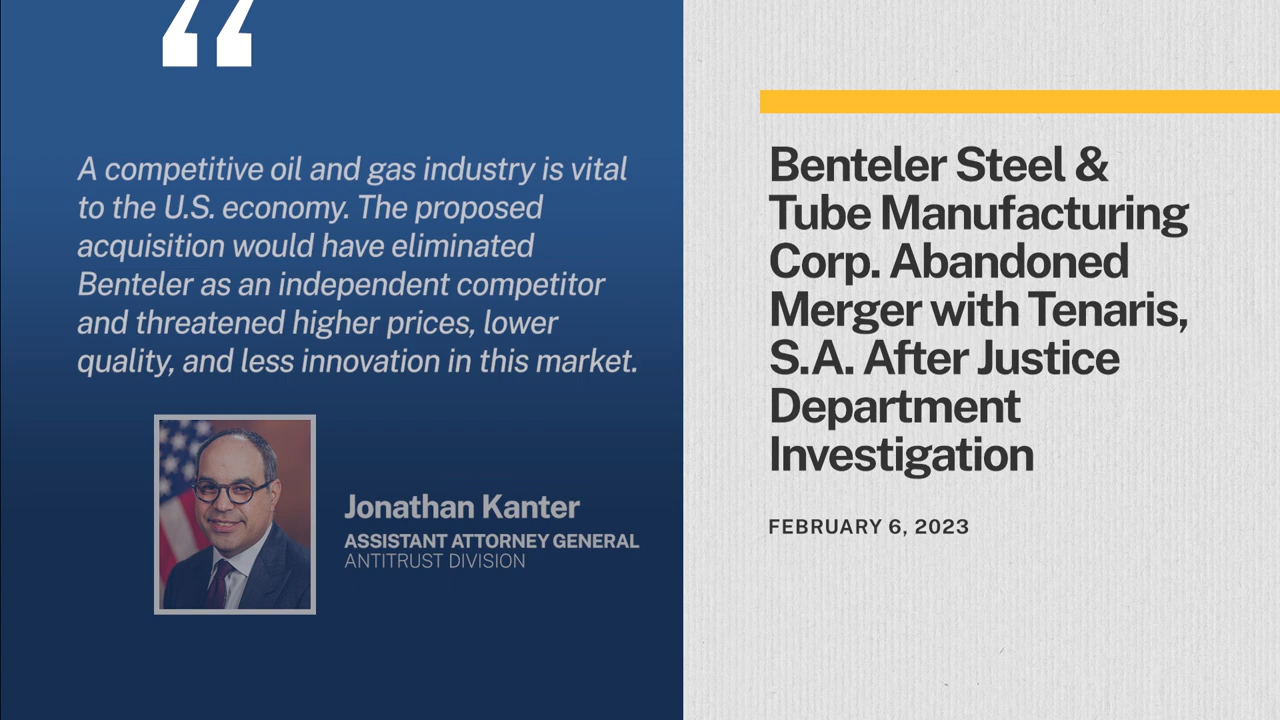 “
A competitive oil and gas industry is vital
to the U.S. economy. The proposed
acquisition would have eliminated
Benteler as an independent competitor
and threatened higher prices, lower
quality, and less innovation in this market.
Jonathan Kanter
ASSISTANT ATTORNEY GENERAL
ANTITRUST DIVISION
Benteler Steel &
Tube Manufacturing
Corp. Abandoned
Merger with Tenaris,
S.A. After Justice
Department
Investigation
FEBRUARY 6, 2023